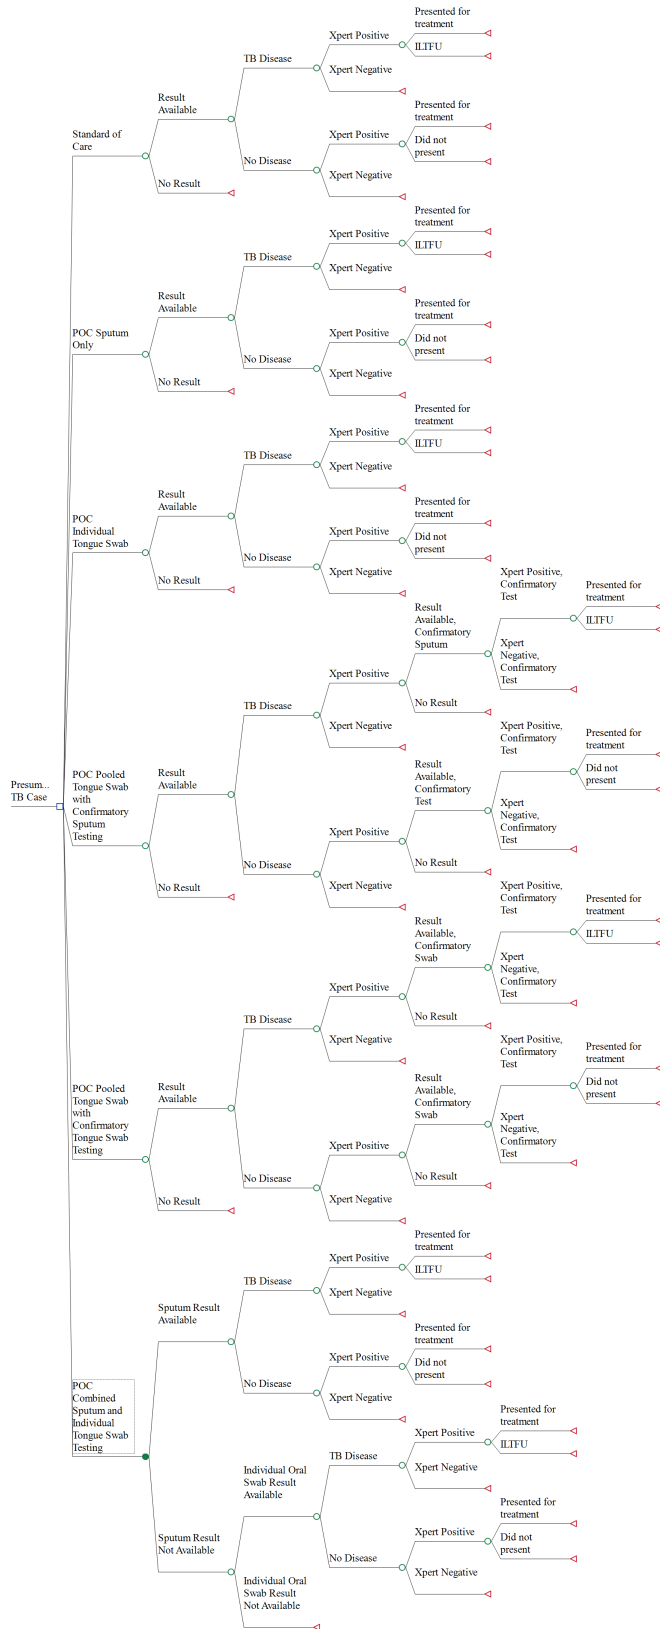 Presum...
TB Case
Standard of
Care
Result
Available
TB Disease
Xpert Positive
Presented for
treatment
ILTFU
Xpert Negative
No Disease
Xpert Positive
Presented for
treatment
Did not
present
Xpert Negative
No Result
POC Sputum
Only
Result
Available
TB Disease
Xpert Positive
Presented for
treatment
ILTFU
Xpert Negative
No Disease
Xpert Positive
Presented for
treatment
Did not
present
Xpert Negative
No Result
POC
Individual
Tongue Swab
Result
Available
TB Disease
Xpert Positive
Presented for
treatment
ILTFU
Xpert Negative
No Disease
Xpert Positive
Presented for
treatment
Did not
present
Xpert Negative
No Result
POC Pooled
Tongue Swab
with
Confirmatory
Sputum
Testing
Result
Available
TB Disease
Xpert Positive
Result
Available,
Confirmatory
Sputum
Xpert Positive,
Confirmatory
Test
Presented for
treatment
ILTFU
Xpert
Negative,
Confirmatory
Test
No Result
Xpert Negative
No Disease
Xpert Positive
Result
Available,
Confirmatory
Test
Xpert Positive,
Confirmatory
Test
Presented for
treatment
Did not
present
Xpert
Negative,
Confirmatory
Test
No Result
Xpert Negative
No Result
POC Pooled
Tongue Swab
with
Confirmatory
Tongue Swab
Testing
Result
Available
TB Disease
Xpert Positive
Result
Available,
Confirmatory
Swab
Xpert Positive,
Confirmatory
Test
Presented for
treatment
ILTFU
Xpert
Negative,
Confirmatory
Test
No Result
Xpert Negative
No Disease
Xpert Positive
Result
Available,
Confirmatory
Swab
Xpert Positive,
Confirmatory
Test
Presented for
treatment
Did not
present
Xpert
Negative,
Confirmatory
Test
No Result
Xpert Negative
No Result
POC
Combined
Sputum and
Individual
Tongue Swab
Testing
Sputum Result
Available
TB Disease
Xpert Positive
Presented for
treatment
ILTFU
Xpert Negative
No Disease
Xpert Positive
Presented for
treatment
Did not
present
Xpert Negative
Sputum Result
Not Available
Individual Oral
Swab Result
Available
TB Disease
Xpert Positive
Presented for
treatment
ILTFU
Xpert Negative
No Disease
Xpert Positive
Presented for
treatment
Did not
present
Xpert Negative
Individual Oral
Swab Result
Not Available